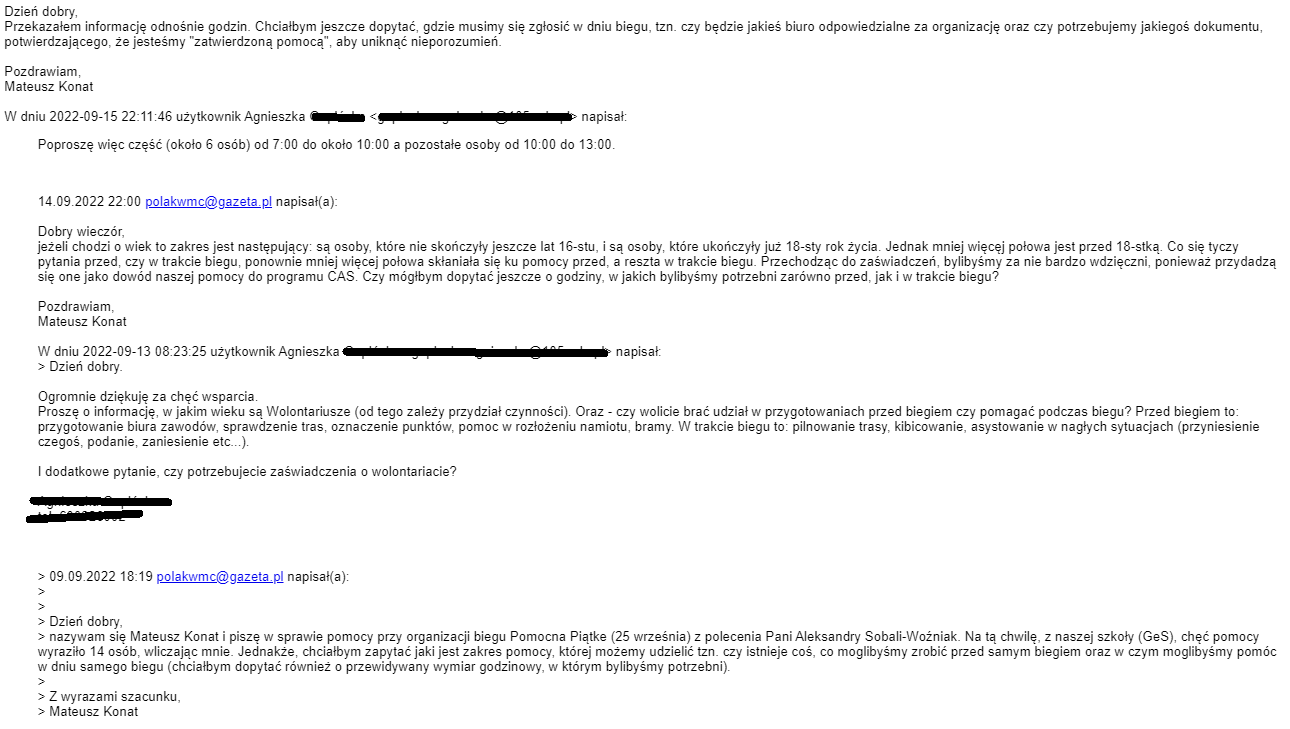 Dzień dobry,
Przekazałem informację odnośnie godzin. Chciałbym jeszcze dopytać, gdzie musimy się zgłosić w dniu biegu, tzn. czy będzie jakieś biuro odpowiedzialne za organizację oraz czy potrzebujemy jakiegoś dokumentu,
potwierdzającego, że jesteśmy "zatwierdzoną pomocą", aby uniknąć nieporozumień.
Pozdrawiam,
Mateusz Konat
W dniu 2022-09-15 22:11:46 użytkownik Agnieszka < > napisał:
Poproszę więc część (około 6 osób) od 7:00 do około 10:00 a pozostałe osoby od 10:00 do 13:00.
14.09.2022 22:00 polakwmc@gazeta.pl napisał(a):
Dobry wieczór,
jeżeli chodzi o wiek to zakres jest następujący: są osoby, które nie skończyły jeszcze lat 16-stu, i są osoby, które ukończyły już 18-sty rok życia. Jednak mniej więcej połowa jest przed 18-stką. Co się tyczy
pytania przed, czy w trakcie biegu, ponownie mniej więcej połowa skłaniała się ku pomocy przed, a reszta w trakcie biegu. Przechodząc do zaświadczeń, bylibyśmy za nie bardzo wdzięczni, ponieważ przydadzą
się one jako dowód naszej pomocy do programu CAS. Czy mógłbym dopytać jeszcze o godziny, w jakich bylibyśmy potrzebni zarówno przed, jak i w trakcie biegu?
Pozdrawiam,
Mateusz Konat
W dniu 2022-09-13 08:23:25 użytkownik Agnieszka > napisał:
> Dzień dobry.
Ogromnie dziękuję za chęć wsparcia.
Proszę o informację, w jakim wieku są Wolontariusze (od tego zależy przydział czynności). Oraz - czy wolicie brać udział w przygotowaniach przed biegiem czy pomagać podczas biegu? Przed biegiem to:
przygotowanie biura zawodów, sprawdzenie tras, oznaczenie punktów, pomoc w rozłożeniu namiotu, bramy. W trakcie biegu to: pilnowanie trasy, kibicowanie, asystowanie w nagłych sytuacjach (przyniesienie
czegoś, podanie, zaniesienie etc...).
I dodatkowe pytanie, czy potrzebujecie zaświadczenia o wolontariacie?
> 09.09.2022 18:19 polakwmc@gazeta.pl napisał(a):
>
>
> Dzień dobry,
> nazywam się Mateusz Konat i piszę w sprawie pomocy przy organizacji biegu Pomocna Piątke (25 września) z polecenia Pani Aleksandry Sobali-Woźniak. Na tą chwilę, z naszej szkoły (GeS), chęć pomocy
wyraziło 14 osób, wliczając mnie. Jednakże, chciałbym zapytać jaki jest zakres pomocy, której możemy udzielić tzn. czy istnieje coś, co moglibyśmy zrobić przed samym biegiem oraz w czym moglibyśmy pomóc
w dniu samego biegu (chciałbym dopytać również o przewidywany wymiar godzinowy, w którym bylibyśmy potrzebni).
>
> Z wyrazami szacunku,
> Mateusz Konat